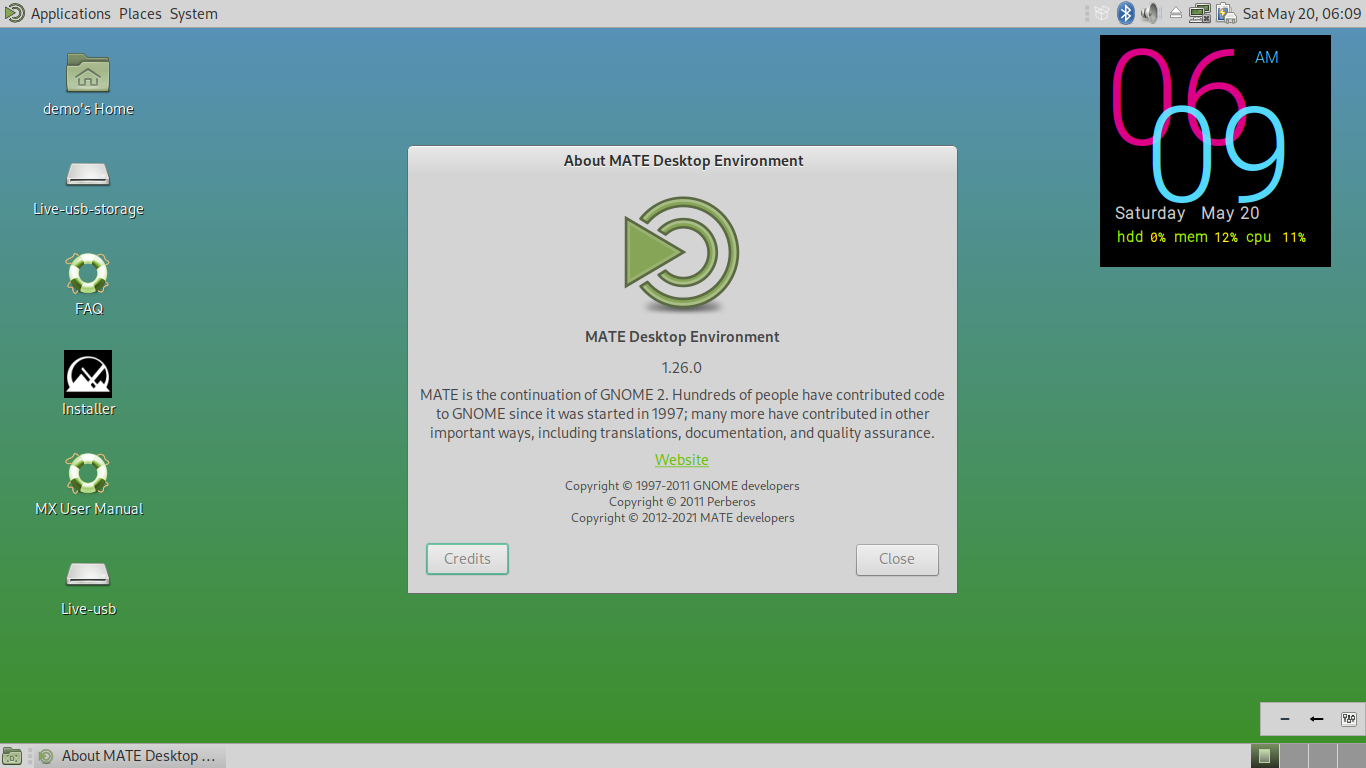 Applications Places System
Sat May 20, 06:09
demo's Home
Live-usb-storage
FAQ
Installer
MX User Manual
Live-usb
06
AM
09
Saturday May 20
hdd 0% mem 12% cpu 11%
About MATE Desktop Environment
MATE Desktop Environment
1.26.0
MATE is the continuation of GNOME 2. Hundreds of people have contributed code
to GNOME since it was started in 1997; many more have contributed in other
important ways, including translations, documentation, and quality assurance.
Website
Copyright © 1997-2011 GNOME developers
Copyright © 2011 Perberos
Copyright © 2012-2021 MATE developers
Credits
Close
About MATE Desktop ...